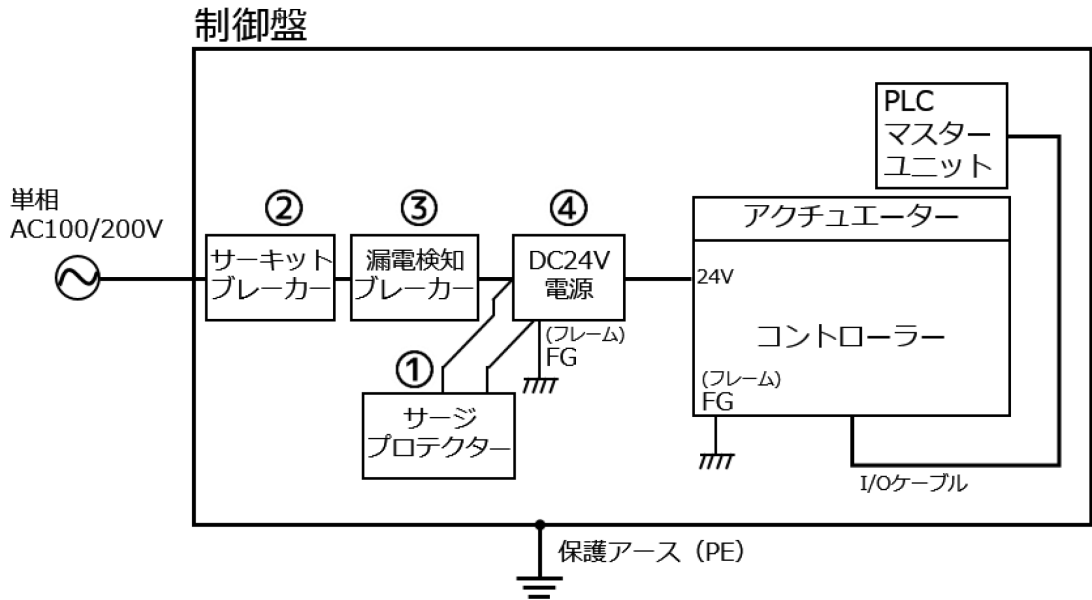 制御盤
PLC
マスター
ユニット
単相
AC100/200V
②
③
④
アクチュエーター
サーキット
ブレーカー
漏電検知
ブレーカー
DC24V
電源
24V
コントローラー
(フレーム)
FG
①
(フレーム)
FG
サージ
プロテクター
I/Oケーブル
保護アース（PE）